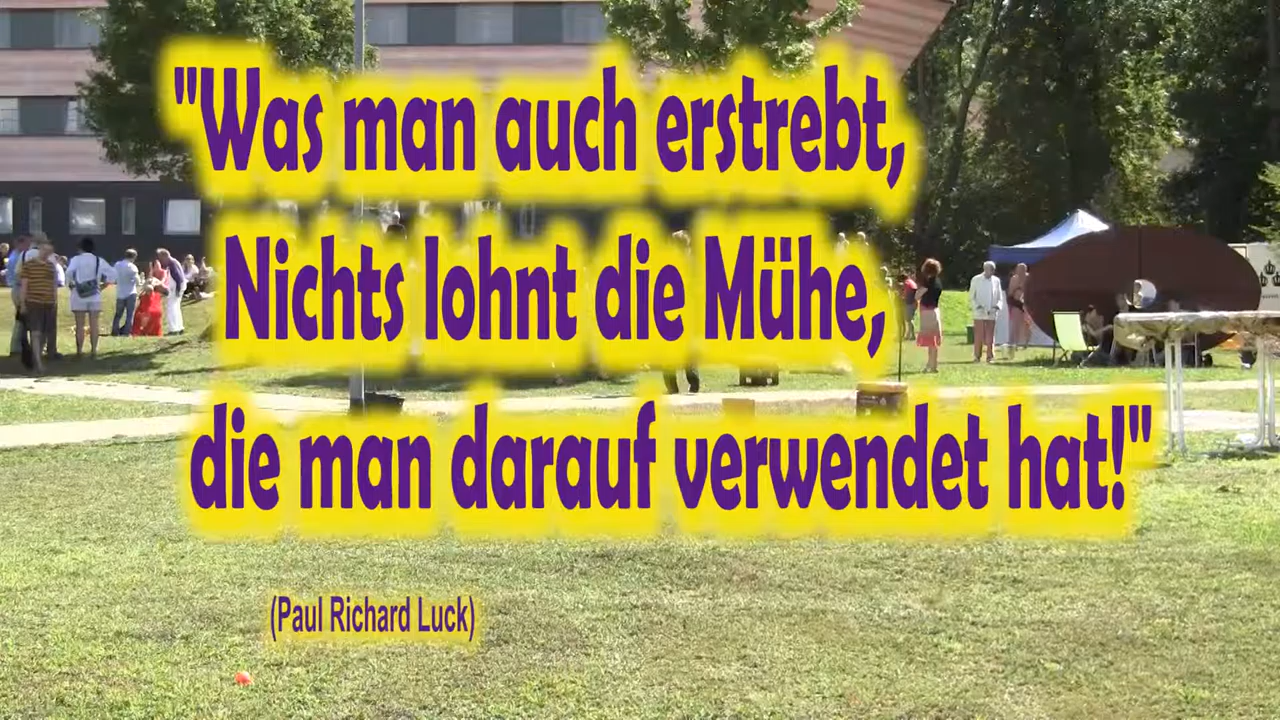 "Was man auch erstrebt,
Nichts lohnt die Mühe,
die man darauf verwendet hat!"
(Paul Richard Luck)